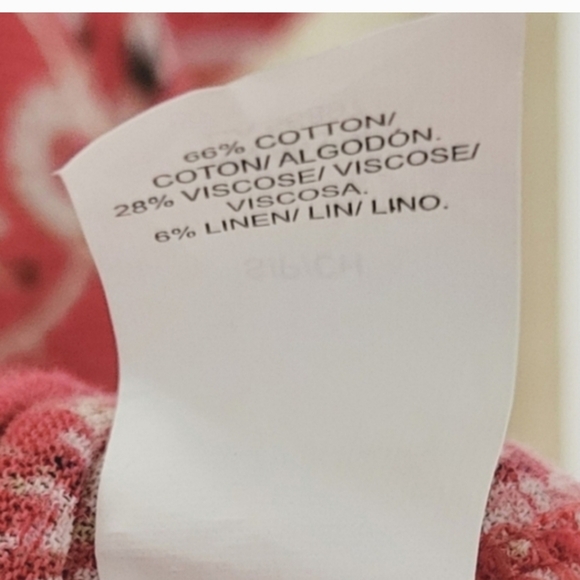 66% COTTON/
COTON/ ALGODÓN.
28% VISCOSE/ VISCOSE/
VISCOSA.
6% LINEN/ LIN/ LINO.